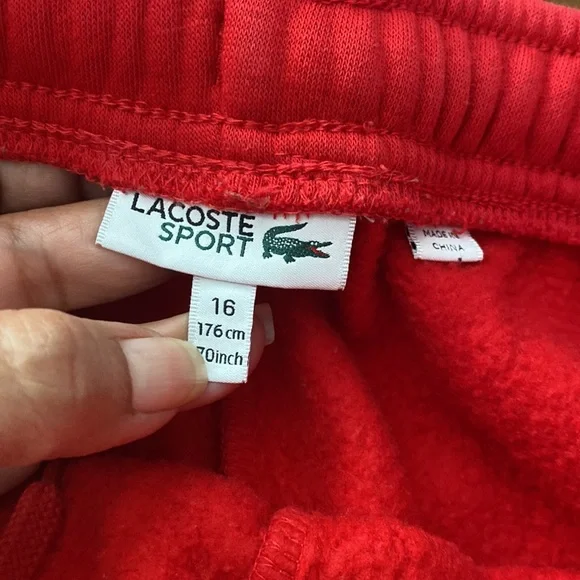 LACOSTE
SPORT
16
176cm
70inch
MADE IN
CHINA